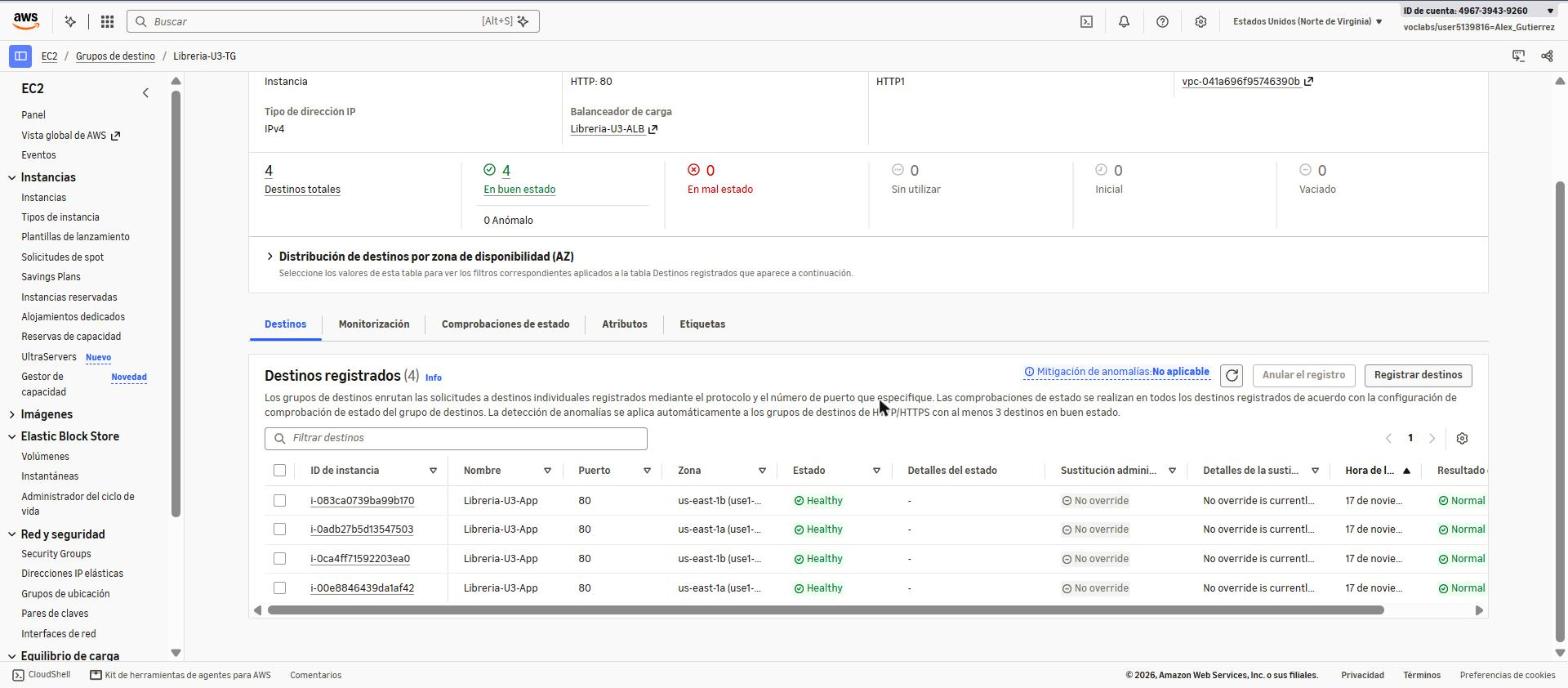 aws
Buscar
[Alt+S]
Estados Unidos (Norte de Virginia)
ID de cuenta: 4967-3943-9260
voclabs/user5139816=Alex_Gutierrez
EC2 / Grupos de destino / Libreria-U3-TG
EC2
Panel
Vista global de AWS
Eventos
Instancias
Instancias
Tipos de instancia
Plantillas de lanzamiento
Solicitudes de spot
Savings Plans
Instancias reservadas
Alojamientos dedicados
Reservas de capacidad
UltraServers Nuevo
Gestor de capacidad Novedad
Imágenes
Elastic Block Store
Volúmenes
Instantáneas
Administrador del ciclo de vida
Red y seguridad
Security Groups
Direcciones IP elásticas
Grupos de ubicación
Pares de claves
Interfaces de red
Equilibrio de carga
Instancia
HTTP: 80
HTTP1
vpc-041a696f95746390b
Tipo de dirección IP
IPv4
Balanceador de carga
Libreria-U3-ALB
4
Destinos totales
4
En buen estado
0 Anómalo
0
En mal estado
0
Sin utilizar
0
Inicial
0
Vaciado
Distribución de destinos por zona de disponibilidad (AZ)
Seleccione los valores de esta tabla para ver los filtros correspondientes aplicados a la tabla Destinos registrados que aparece a continuación.
Destinos Monitorización Comprobaciones de estado Atributos Etiquetas
Destinos registrados (4) Info
Mitigación de anomalías:No aplicable
Anular el registro
Registrar destinos
Los grupos de destinos enrutan las solicitudes a destinos individuales registrados mediante el protocolo y el número de puerto que especifique. Las comprobaciones de estado se realizan en todos los destinos registrados de acuerdo con la configuración de
comprobación de estado del grupo de destinos. La detección de anomalías se aplica automáticamente a los grupos de destinos de HTTP/HTTPS con al menos 3 destinos en buen estado.
Filtrar destinos
1
ID de instancia Nombre Puerto Zona Estado Detalles del estado Sustitución admini... Detalles de la susti... Hora de l... Resultado
i-083ca0739ba99b170 Libreria-U3-App 80 us-east-1b (use1-... Healthy - No override No override is currentl... 17 de novie... Normal
i-0adb27b5d13547503 Libreria-U3-App 80 us-east-1a (use1-... Healthy - No override No override is currentl... 17 de novie... Normal
i-0ca4ff71592203ea0 Libreria-U3-App 80 us-east-1b (use1-... Healthy - No override No override is currentl... 17 de novie... Normal
i-00e8846439da1af42 Libreria-U3-App 80 us-east-1a (use1-... Healthy - No override No override is currentl... 17 de novie... Normal
CloudShell Kit de herramientas de agentes para AWS Comentarios
© 2026, Amazon Web Services, Inc. o sus filiales. Privacidad Términos Preferencias de cookies